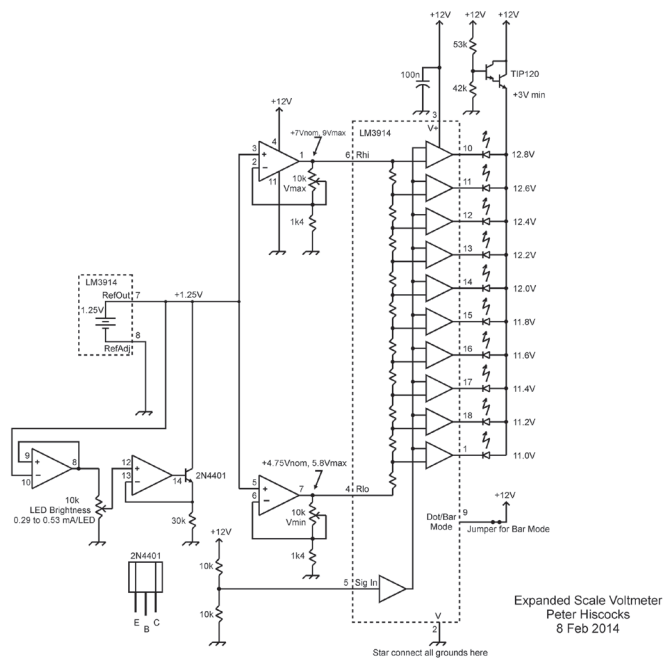 +12V +12V +12V
53k
100n
TIP120
42k
+3V min
+12V
3
V+
+7Vnom, 9Vmax
LM3914
4
3
+
2
−
1
6 Rhi
10 12.8V
11
10k
Vmax
1k4
11 12.6V
12 12.4V
13 12.2V
14 12.0V
LM3914
RefOut 7
+1.25V
1.25V
8
RefAdj
15 11.8V
16 11.6V
17 11.4V
18 11.2V
1 11.0V
9
+
10
−
8
12
+
13
−
14
2N4401
10k
LED Brightness
0.29 to 0.53 mA/LED
30k
+4.75Vnom, 5.8Vmax
5
+
6
−
7
4 Rlo
10k
Vmin
1k4
+12V
Dot/Bar
Mode
9
+12V
Jumper for Bar Mode
2N4401
E B C
10k
5 Sig In
10k
V
2
Star connect all grounds here
Expanded Scale Voltmeter
Peter Hiscocks
8 Feb 2014